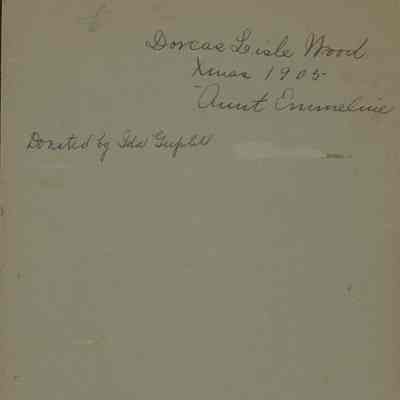 Dorcas Lisle Wood
Xmas 1905
"Aunt Emmeline
Donated by Ida Guptill